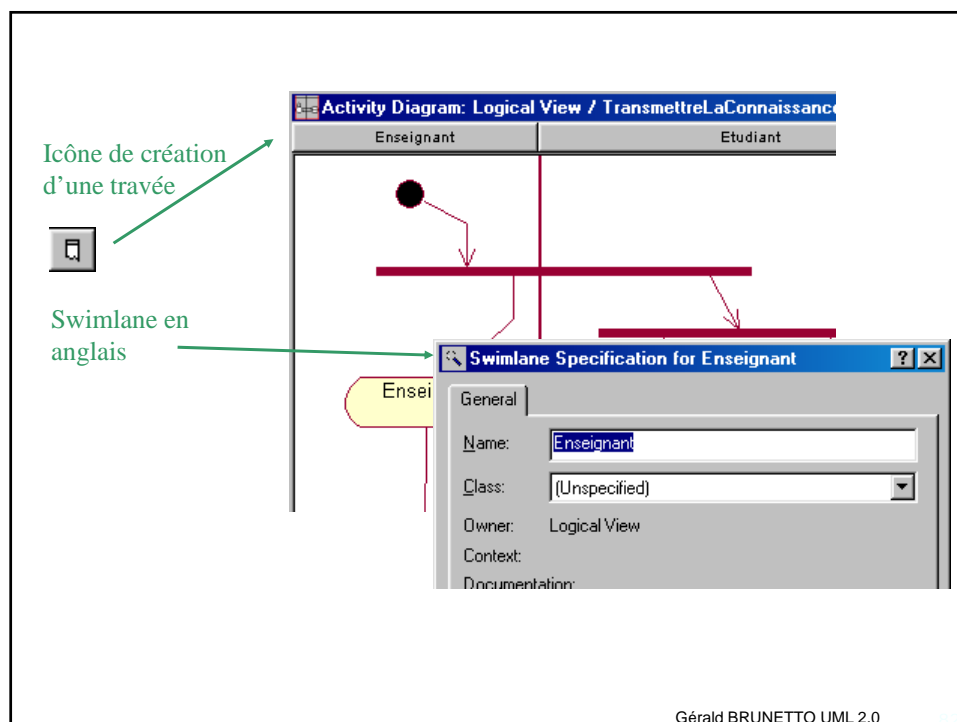 Activity Diagram: Logical View / TransmettreLaConnaissance
Enseignant
Etudiant
Icône de création
d'une travée
Swimlane en
anglais
Swimlane Specification for Enseignant
Ensei
General
Name:
Enseignant
Class:
(Unspecified)
Owner:
Logical View
Context:
Documentation:
Gérald BRUNETTO UML 2.0